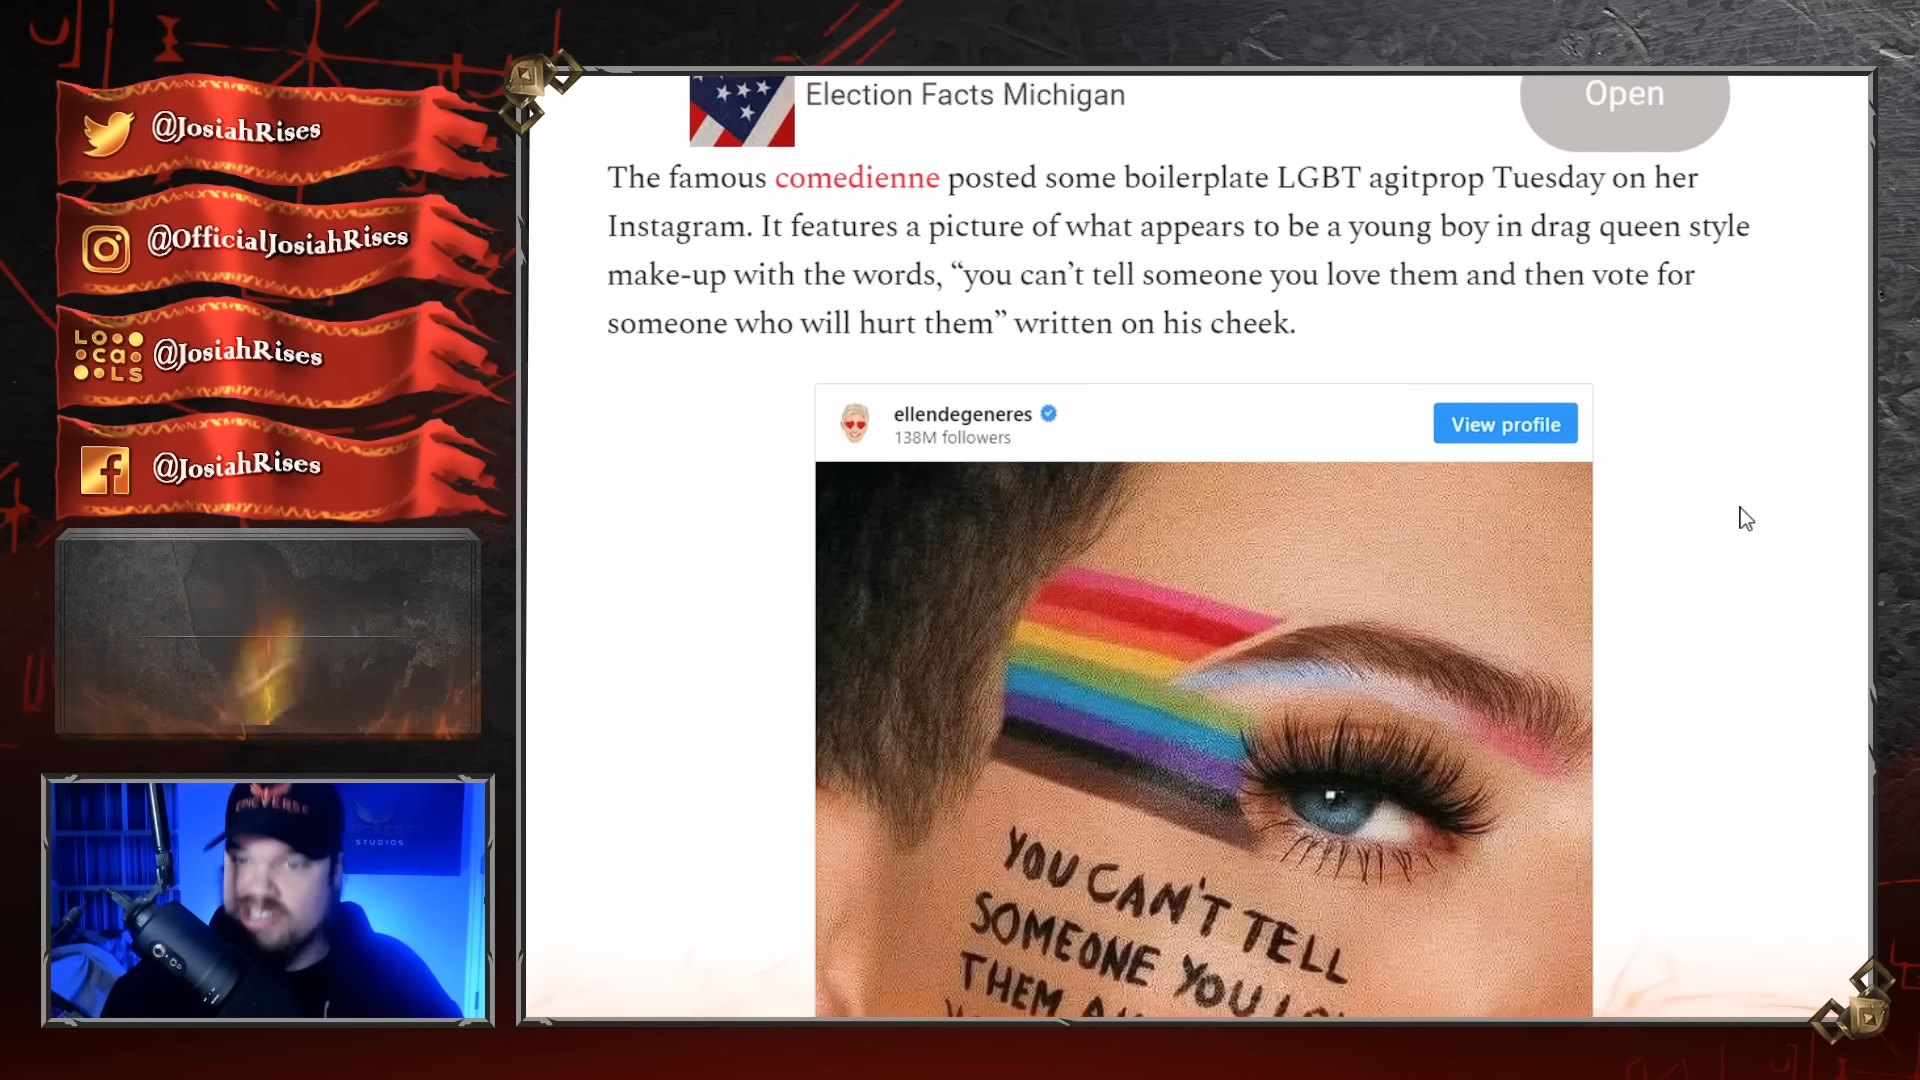 @JosiahRises
@OfficialJosiahRises
LOCALS @JosiahRises
@JosiahRises
Election Facts Michigan
Open
The famous comedienne posted some boilerplate LGBT agitprop Tuesday on her
Instagram. It features a picture of what appears to be a young boy in drag queen style
make-up with the words, “you can’t tell someone you love them and then vote for
someone who will hurt them” written on his cheek.
ellendegeneres
138M followers
View profile
YOU CAN'T TELL
SOMEONE YOU
THEM
STUDIOS